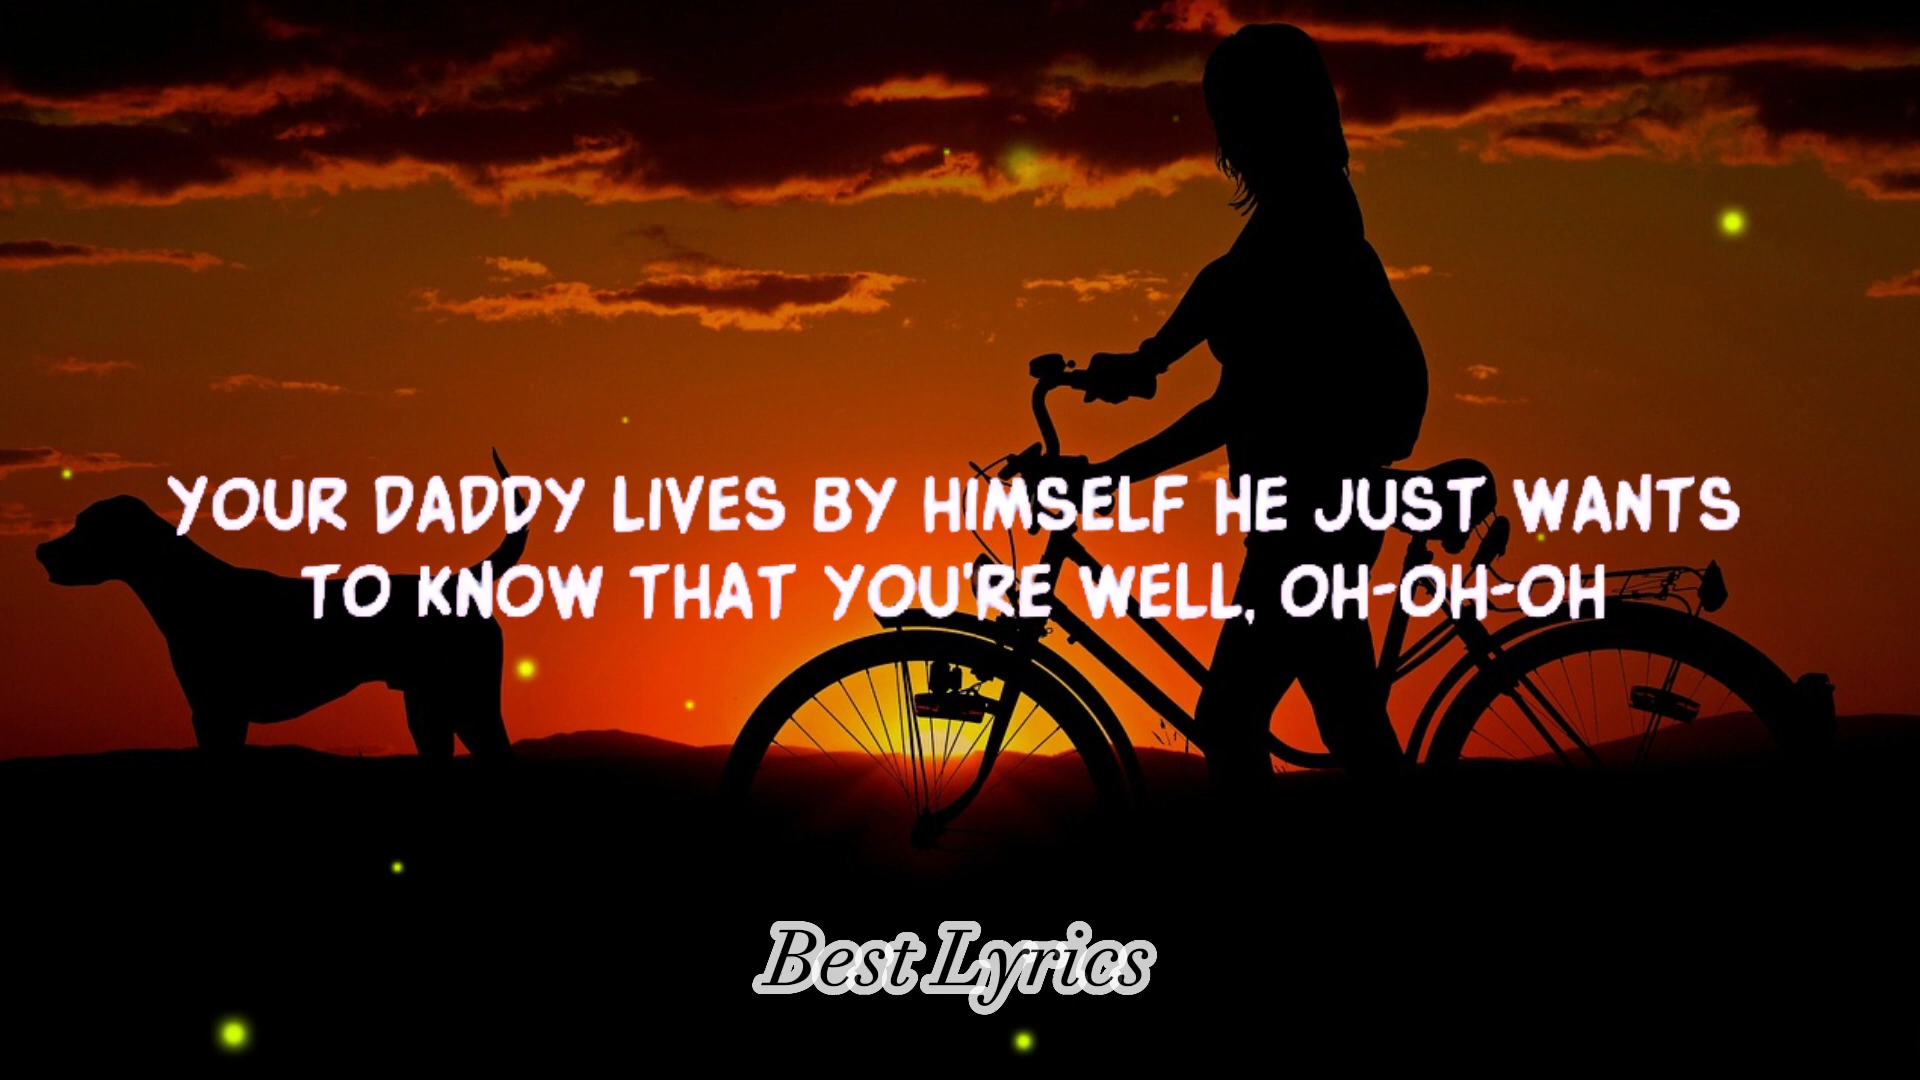 YOUR DADDY LIVES BY HIMSELF HE JUST WANTS
TO KNOW THAT YOU'RE WELL, OH-OH-OH
Best Lyrics